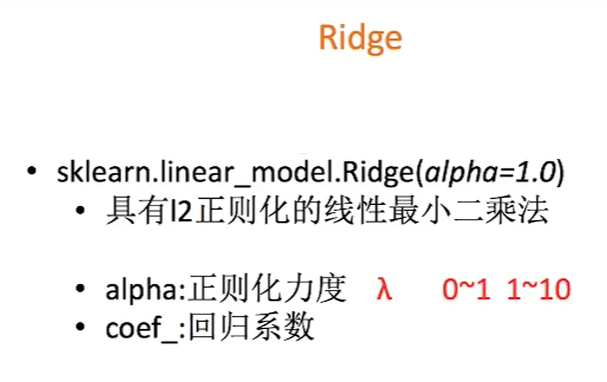 Ridge
• sklearn.linear_model.Ridge(alpha=1.0)
• 具有l2正则化的线性最小二乘法
• alpha:正则化力度 λ 0~1 1~10
• coef_:回归系数